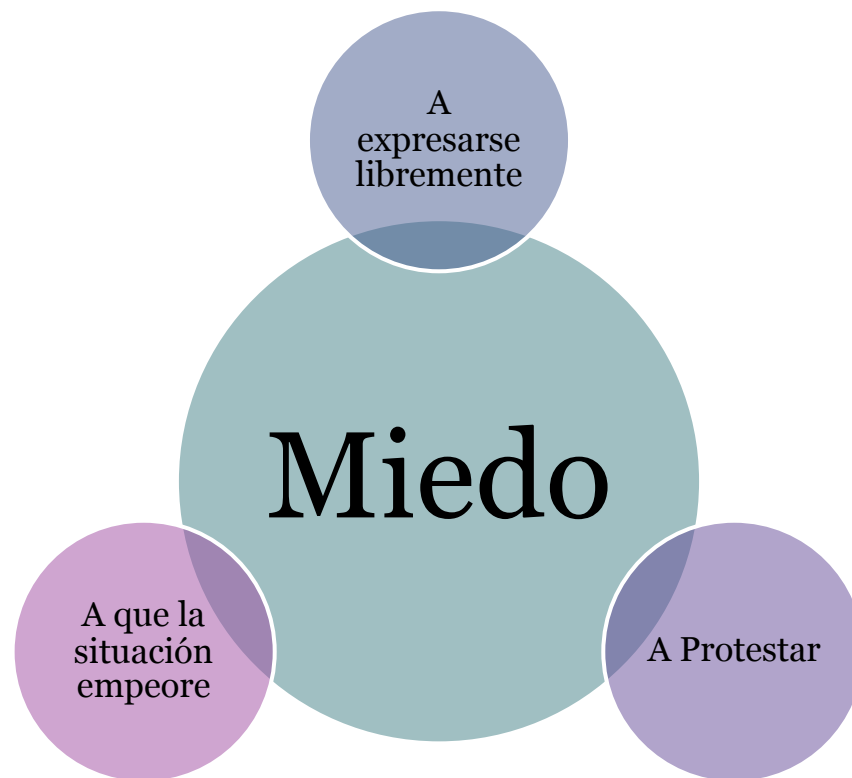 A
expresarse
libremente
Miedo
A que la
situación
empeore
A Protestar